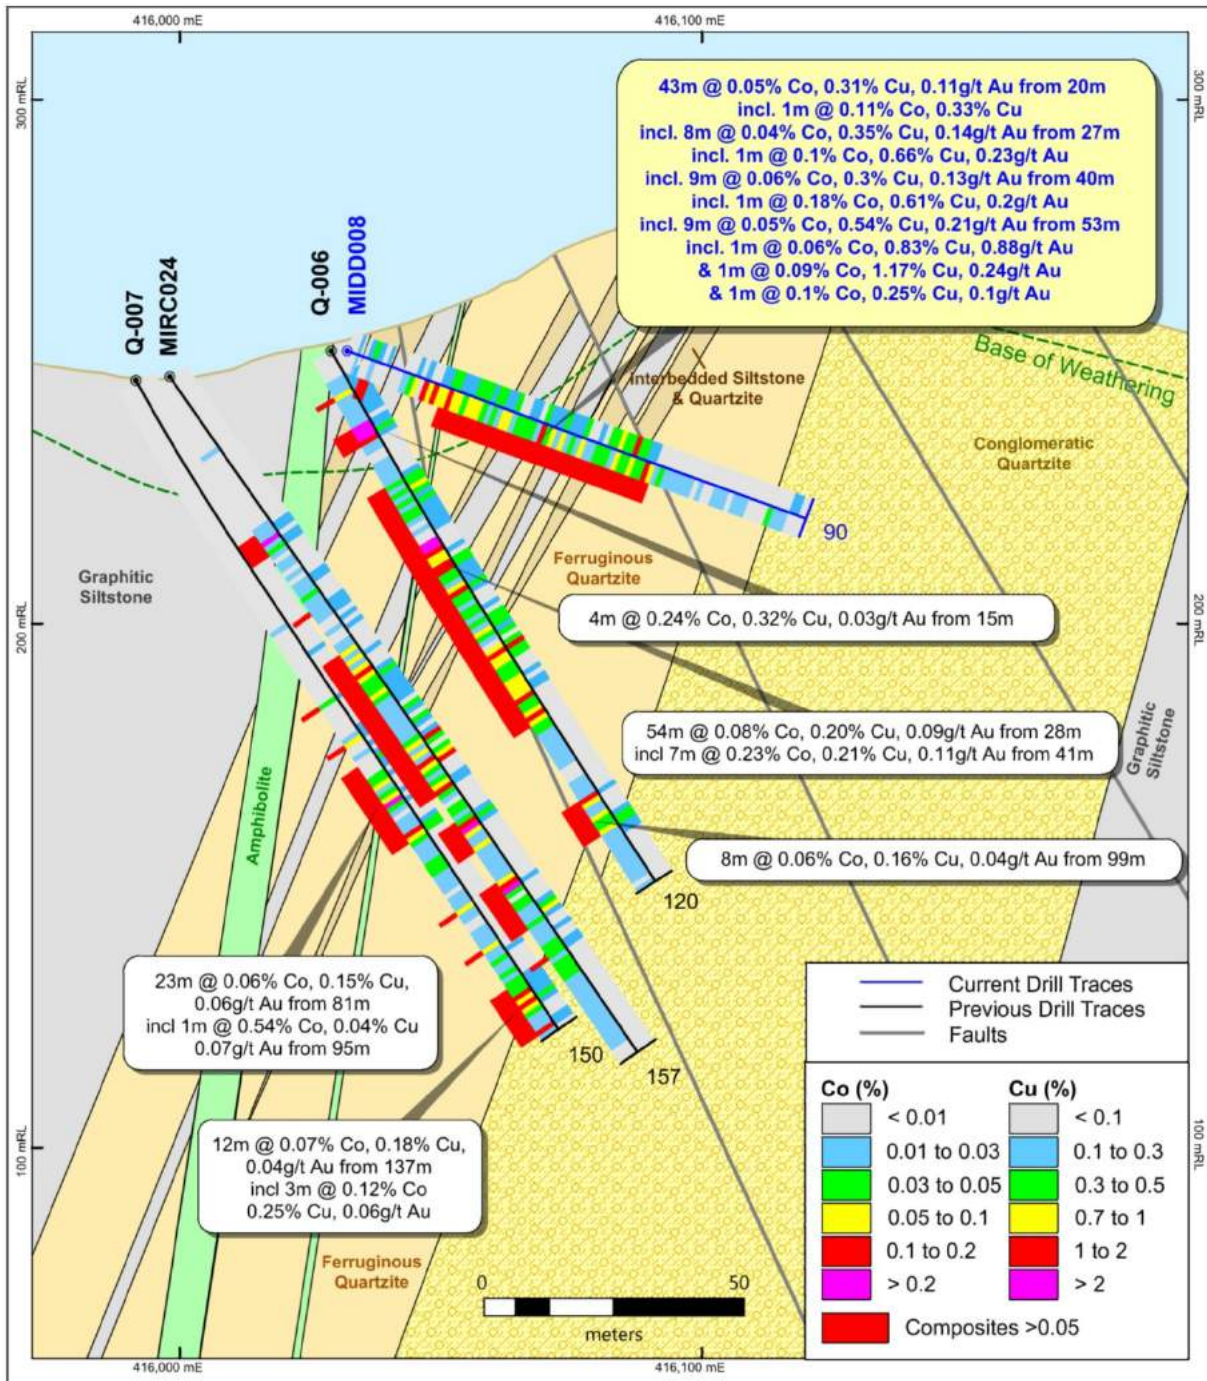 416,000 mE
416,100 mE
300 mRL
300 mRL
43m @ 0.05% Co, 0.31% Cu, 0.11g/t Au from 20m
incl. 1m @ 0.11% Co, 0.33% Cu
incl. 8m @ 0.04% Co, 0.35% Cu, 0.14g/t Au from 27m
incl. 1m @ 0.1% Co, 0.66% Cu, 0.23g/t Au
incl. 9m @ 0.06% Co, 0.3% Cu, 0.13g/t Au from 40m
incl. 1m @ 0.18% Co, 0.61% Cu, 0.2g/t Au
incl. 9m @ 0.05% Co, 0.54% Cu, 0.21g/t Au from 53m
incl. 1m @ 0.06% Co, 0.83% Cu, 0.88g/t Au
& 1m @ 0.09% Co, 1.17% Cu, 0.24g/t Au
& 1m @ 0.1% Co, 0.25% Cu, 0.1g/t Au
Q-007
MIRC024
Q-006
MIDD008
Base of Weathering
Interbedded Siltstone
& Quartzite
Conglomeratic
Quartzite
90
Graphitic
Siltstone
Ferruginous
Quartzite
4m @ 0.24% Co, 0.32% Cu, 0.03g/t Au from 15m
200 mRL
200 mRL
54m @ 0.08% Co, 0.20% Cu, 0.09g/t Au from 28m
incl 7m @ 0.23% Co, 0.21% Cu, 0.11g/t Au from 41m
Graphitic
Siltstone
Amphibolite
8m @ 0.06% Co, 0.16% Cu, 0.04g/t Au from 99m
120
23m @ 0.06% Co, 0.15% Cu,
0.06g/t Au from 81m
incl 1m @ 0.54% Co, 0.04% Cu
0.07g/t Au from 95m
150
157
12m @ 0.07% Co, 0.18% Cu,
0.04g/t Au from 137m
incl 3m @ 0.12% Co
0.25% Cu, 0.06g/t Au
100 mRL
100 mRL
Ferruginous
Quartzite
0 50
meters
Current Drill Traces
Previous Drill Traces
Faults
Co (%) Cu (%)
< 0.01 < 0.1
0.01 to 0.03 0.1 to 0.3
0.03 to 0.05 0.3 to 0.5
0.05 to 0.1 0.7 to 1
0.1 to 0.2 1 to 2
> 0.2 > 2
Composites >0.05
416,000 mE
416,100 mE